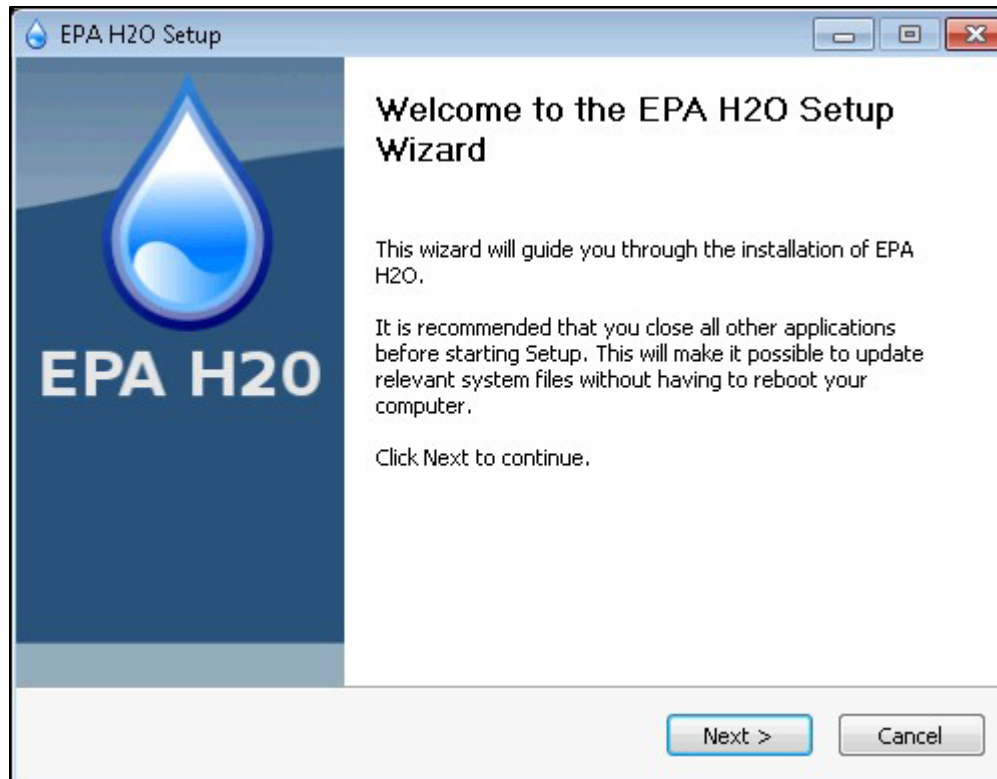 EPA H2O Setup
EPA H20
Welcome to the EPA H2O Setup
Wizard
This wizard will guide you through the installation of EPA
H2O.
It is recommended that you close all other applications
before starting Setup. This will make it possible to update
relevant system files without having to reboot your
computer.
Click Next to continue.
Next >
Cancel